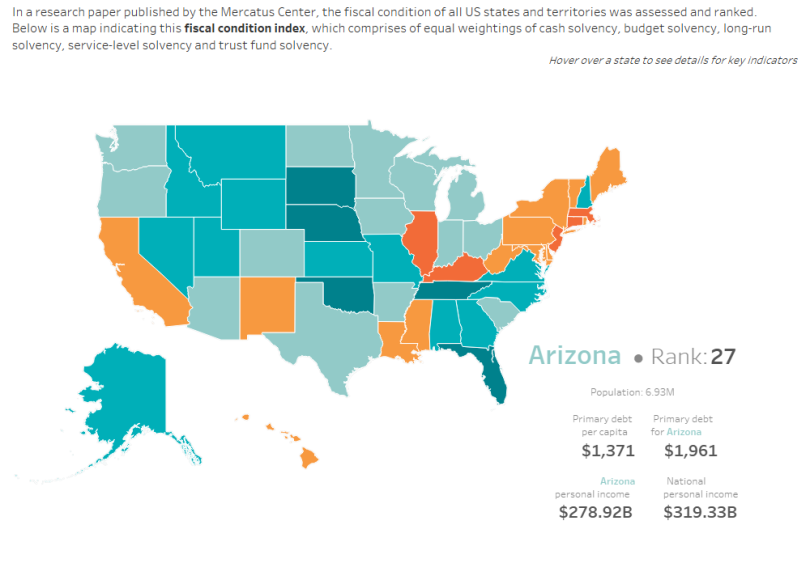 In a research paper published by the Mercatus Center, the fiscal condition of all US states and territories was assessed and ranked.
Below is a map indicating this fiscal condition index, which comprises of equal weightings of cash solvency, budget solvency, long-run
solvency, service-level solvency and trust fund solvency.
Hover over a state to see details for key indicators
Arizona • Rank: 27
Population: 6.93M
Primary debt Primary debt
per capita for Arizona
$1,371 $1,961
Arizona National
personal income personal income
$278.92B $319.33B